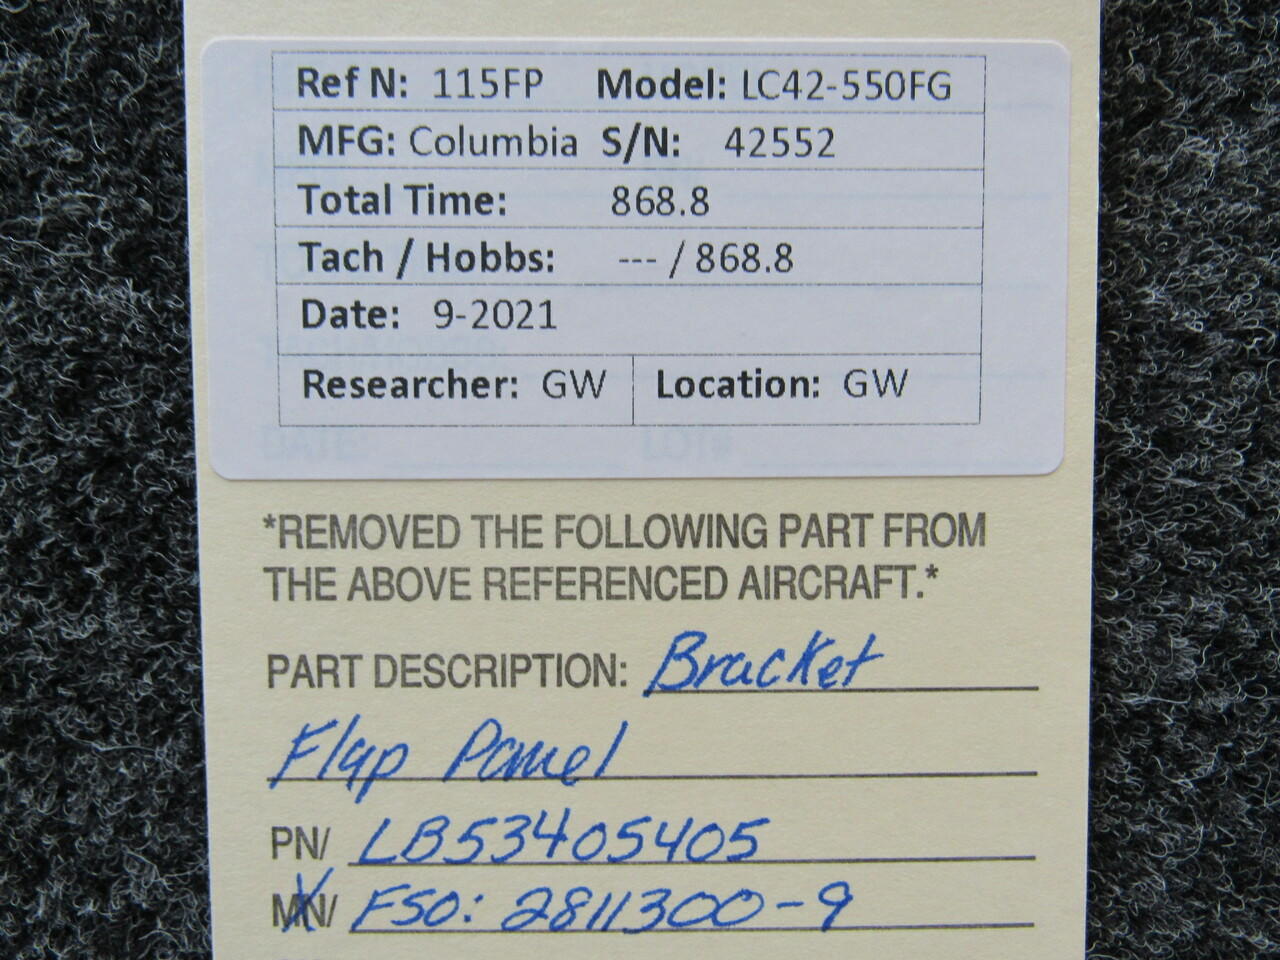 Ref N: 115FP Model: LC42-550FG
MFG: Columbia S/N: 42552
Total Time: 868.8
Tach / Hobbs: --- / 868.8
Date: 9-2021
Researcher: GW Location: GW
DATE: LOT#
*REMOVED THE FOLLOWING PART FROM
THE ABOVE REFERENCED AIRCRAFT.*
PART DESCRIPTION: Bracket
Flap Panel
PN/ LB53405405
MN/ FSO: 2811300-9